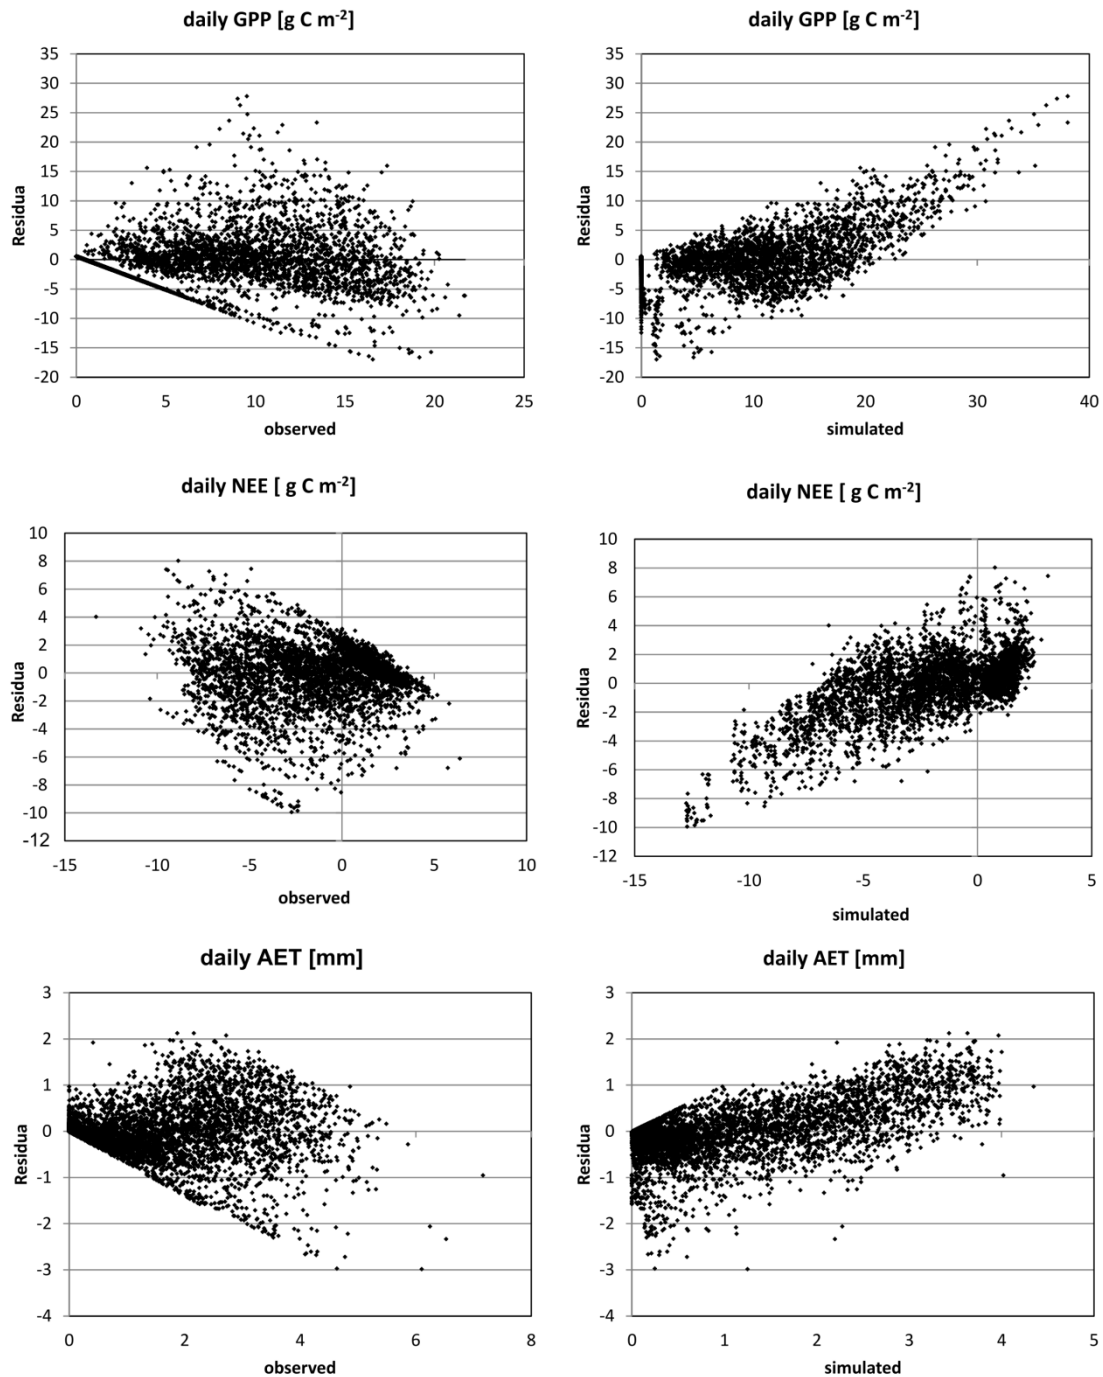 daily GPP [g C m-2]
35
30
25
20
15
10
5
0
-5
-10
-15
-20
Residua
0 5 10 15 20 25
observed
daily GPP [g C m-2]
35
30
25
20
15
10
5
0
-5
-10
-15
-20
Residua
0 10 20 30 40
simulated
daily NEE [ g C m-2]
10
8
6
4
2
0
-2
-4
-6
-8
-10
-12
Residua
-15 -10 -5 0 5 10
observed
daily NEE [ g C m-2]
10
8
6
4
2
0
-2
-4
-6
-8
-10
-12
Residua
-15 -10 -5 0 5
simulated
daily AET [mm]
3
2
1
0
-1
-2
-3
-4
Residua
0 2 4 6 8
observed
daily AET [mm]
3
2
1
0
-1
-2
-3
-4
Residua
0 1 2 3 4 5
simulated